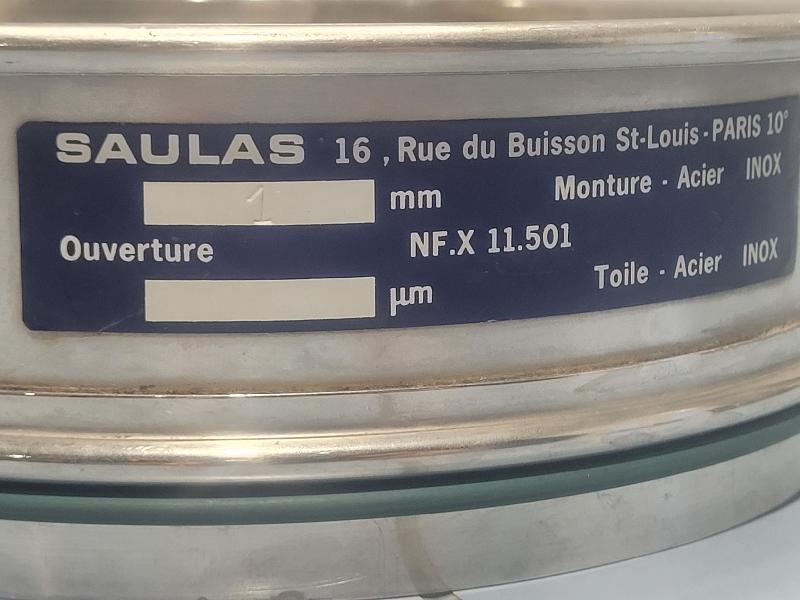 SAULAS 16, Rue du Buisson St-Louis - PARIS 10°
1 mm Monture - Acier INOX
Ouverture NF.X 11.501
µm Toile - Acier INOX